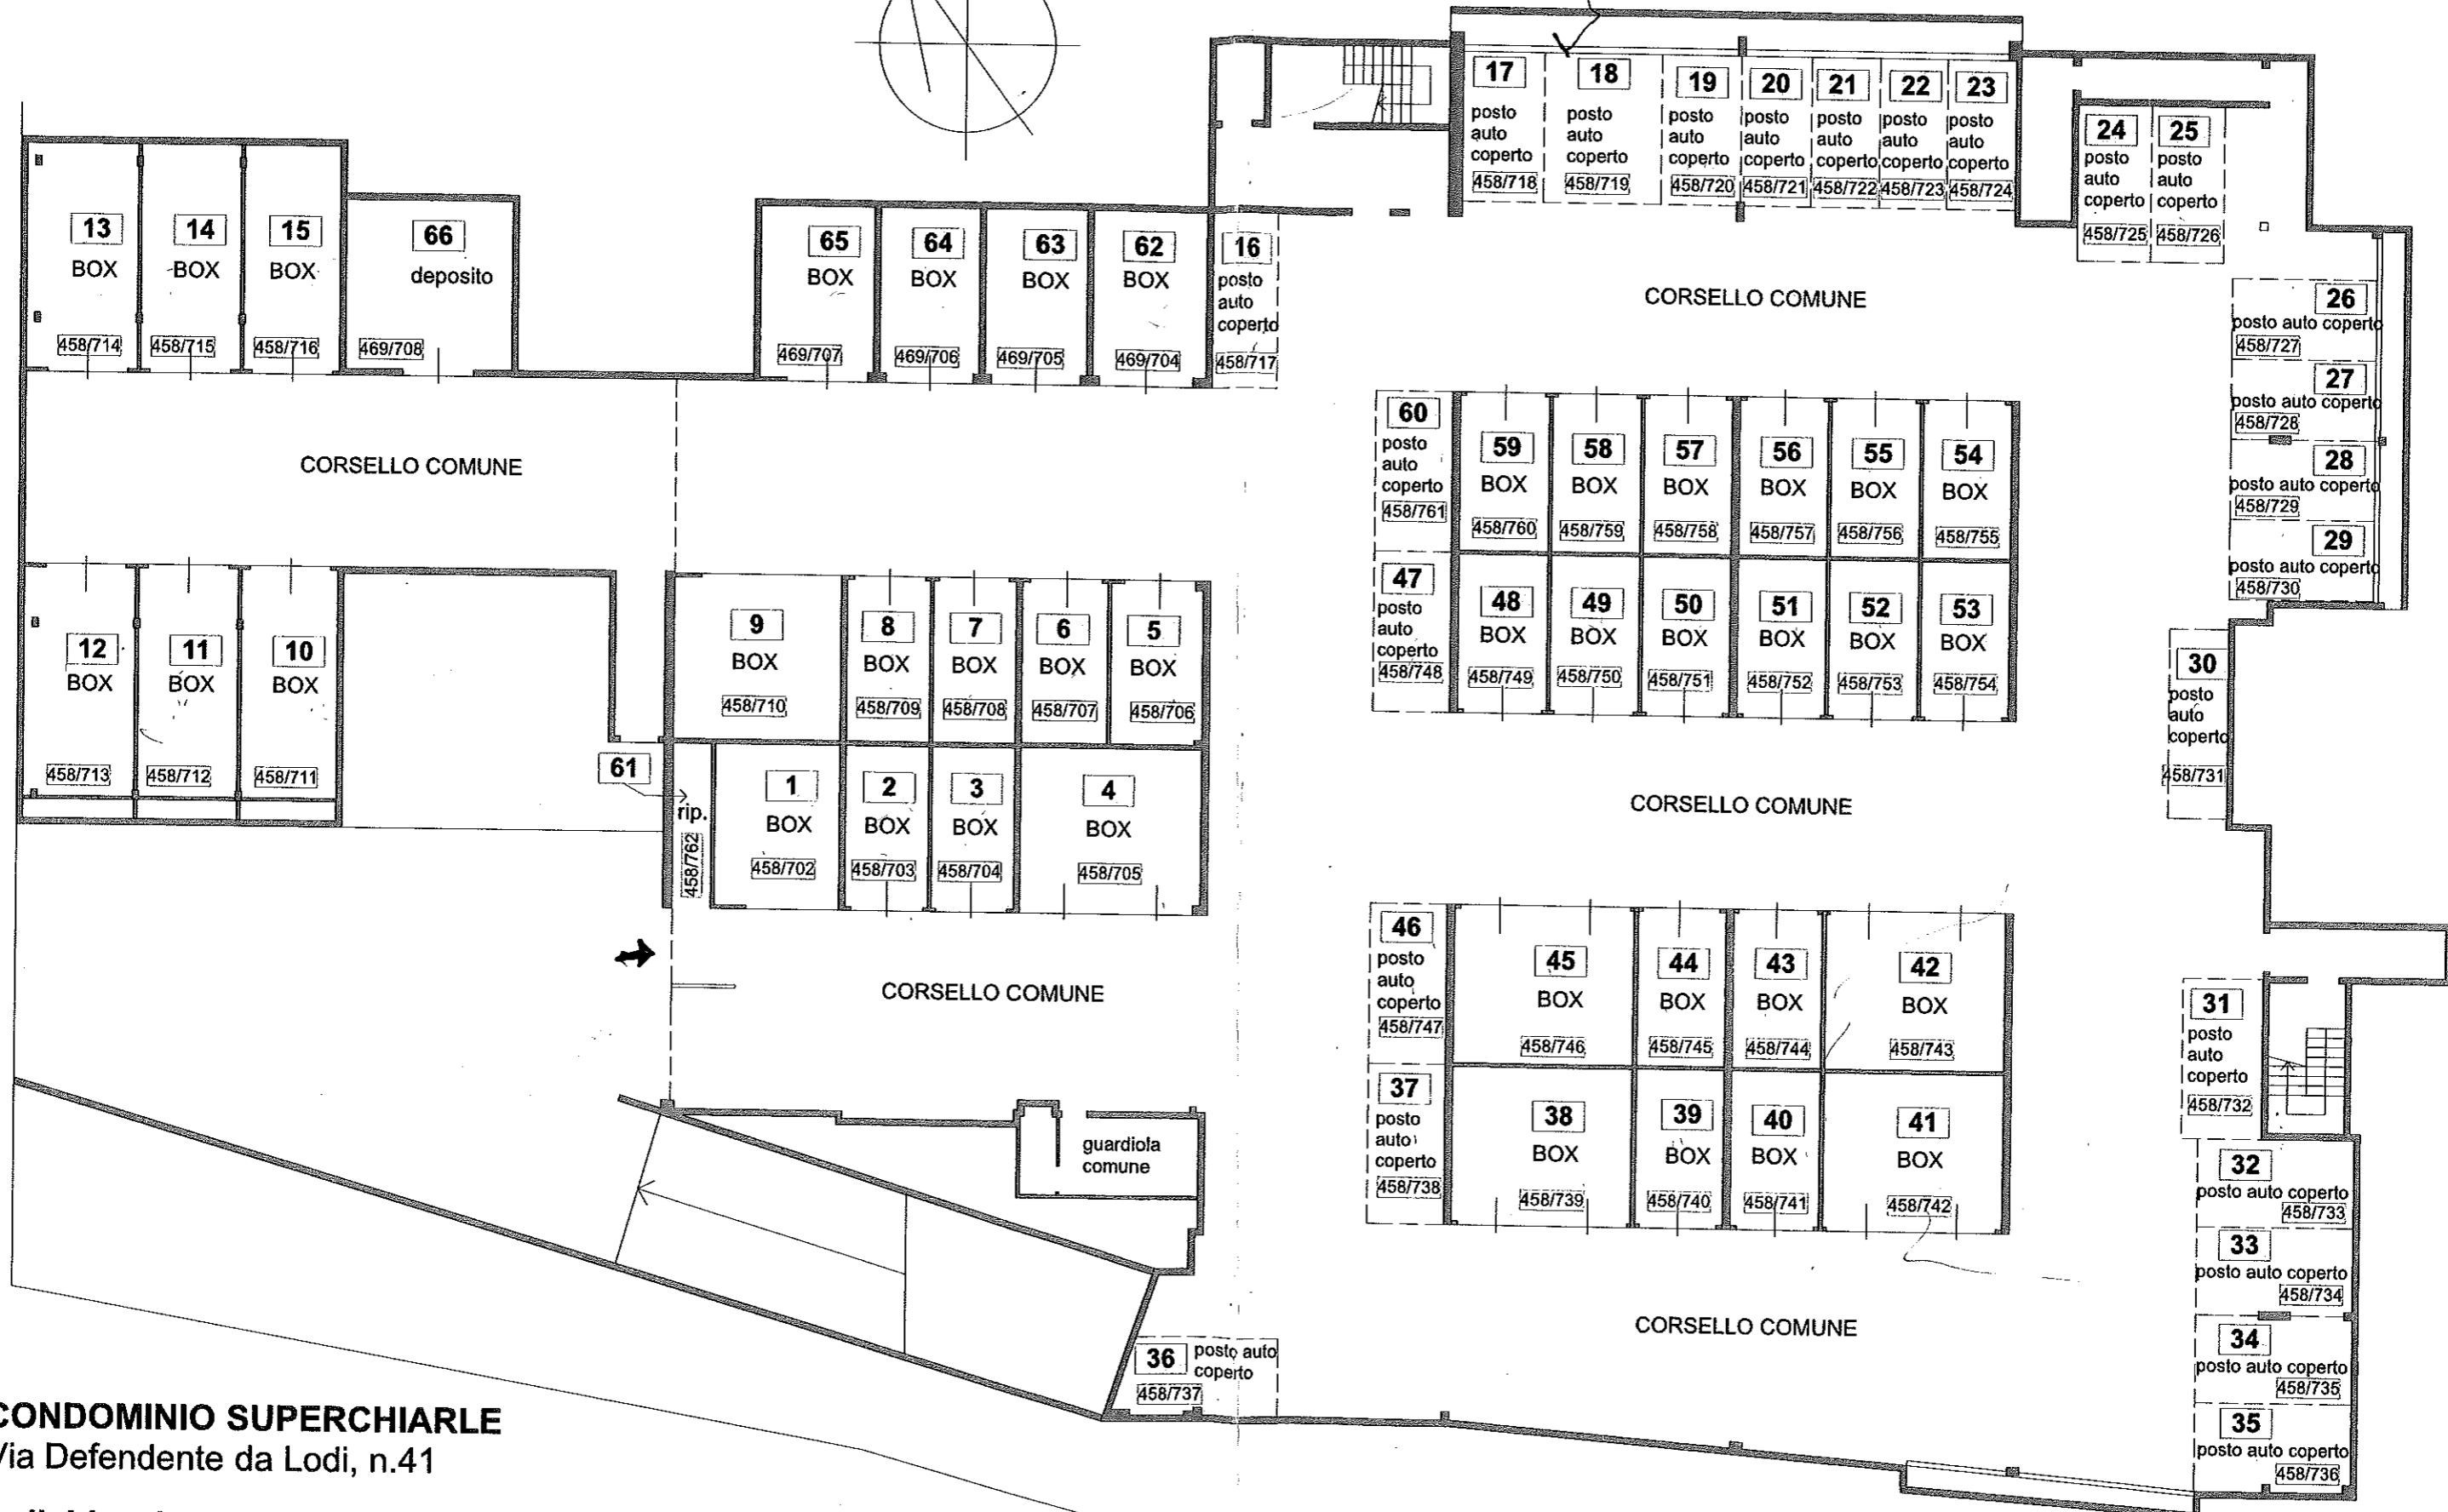 17
posto
auto
coperto
458/718
18
posto
auto
coperto
458/719
19
posto
auto
coperto
458/720
20
posto
auto
coperto
458/721
21
posto
auto
coperto
458/722
22
posto
auto
coperto
458/723
23
posto
auto
coperto
458/724
24
posto
auto
coperto
458/725
25
posto
auto
coperto
458/726
13
BOX
458/714
14
BOX
458/715
15
BOX
458/716
66
deposito
469/708
65
BOX
469/707
64
BOX
469/706
63
BOX
469/705
62
BOX
469/704
16
posto
auto
coperto
458/717
CORSELLO COMUNE
26
posto auto coperto
458/727
27
posto auto coperto
458/728
28
posto auto coperto
458/729
29
posto auto coperto
458/730
CORSELLO COMUNE
60
posto
auto
coperto
458/761
59
BOX
458/760
58
BOX
458/759
57
BOX
458/758
56
BOX
458/757
55
BOX
458/756
54
BOX
458/755
47
posto
auto
coperto
458/748
48
BOX
458/749
49
BOX
458/750
50
BOX
458/751
51
BOX
458/752
52
BOX
458/753
53
BOX
458/754
30
posto
auto
coperto
458/731
12
BOX
458/713
11
BOX
458/712
10
BOX
458/711
9
BOX
458/710
8
BOX
458/709
7
BOX
458/708
6
BOX
458/707
5
BOX
458/706
61
rip.
458/762
1
BOX
458/702
2
BOX
458/703
3
BOX
458/704
4
BOX
458/705
CORSELLO COMUNE
CORSELLO COMUNE
46
posto
auto
coperto
458/747
45
BOX
458/746
44
BOX
458/745
43
BOX
458/744
42
BOX
458/743
31
posto
auto
coperto
458/732
37
posto
auto
coperto
458/738
38
BOX
458/739
39
BOX
458/740
40
BOX
458/741
41
BOX
458/742
guardiola
comune
32
posto auto coperto
458/733
33
posto auto coperto
458/734
34
posto auto coperto
458/735
35
posto auto coperto
458/736
CORSELLO COMUNE
36
posto auto
coperto
458/737
CONDOMINIO SUPERCHIARLE
Via Defendente da Lodi, n.41